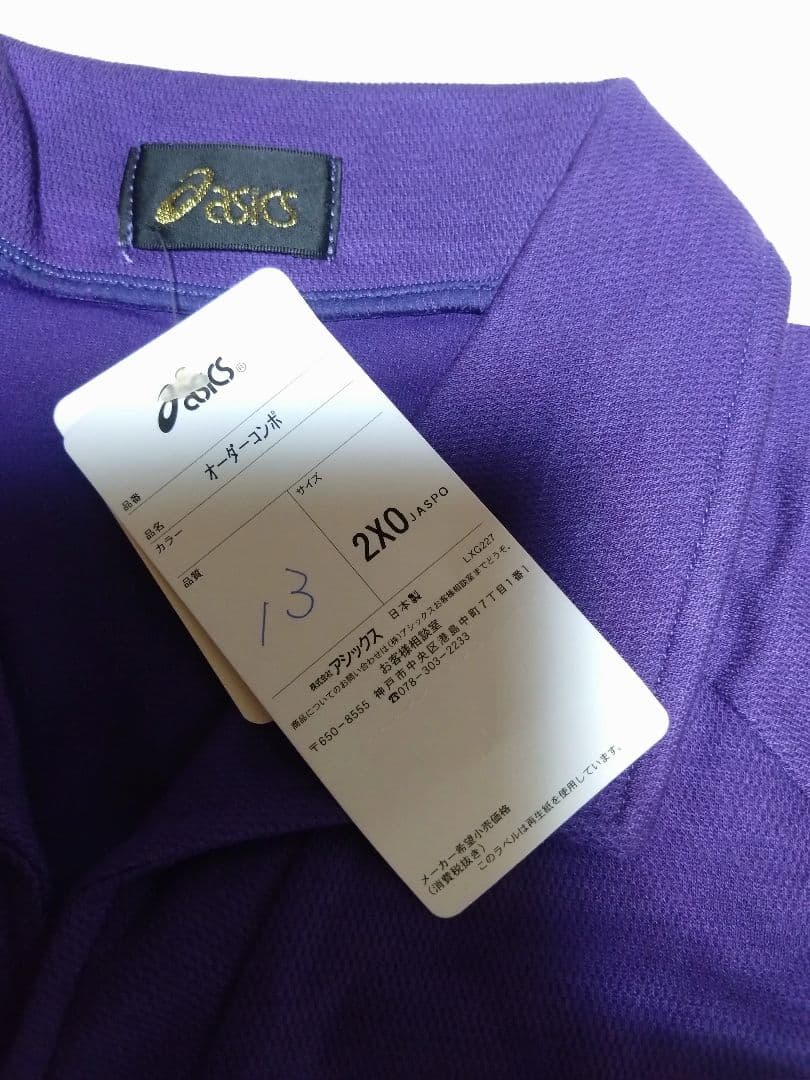 asics
asics®
品番
品名 オーダーコンポ
カラー
サイズ
2XO JASPO
品質
13
LXG227
日本製
株式会社 アシックス
商品についてのお問い合わせは(株)アシックスお客様相談室までどうぞ。
お客様相談室
〒650-8555 神戸市中央区港島中町7丁目1番1
☎078-303-2233
メーカー希望小売価格
(消費税抜き)
このラベルは再生紙を使用しています。